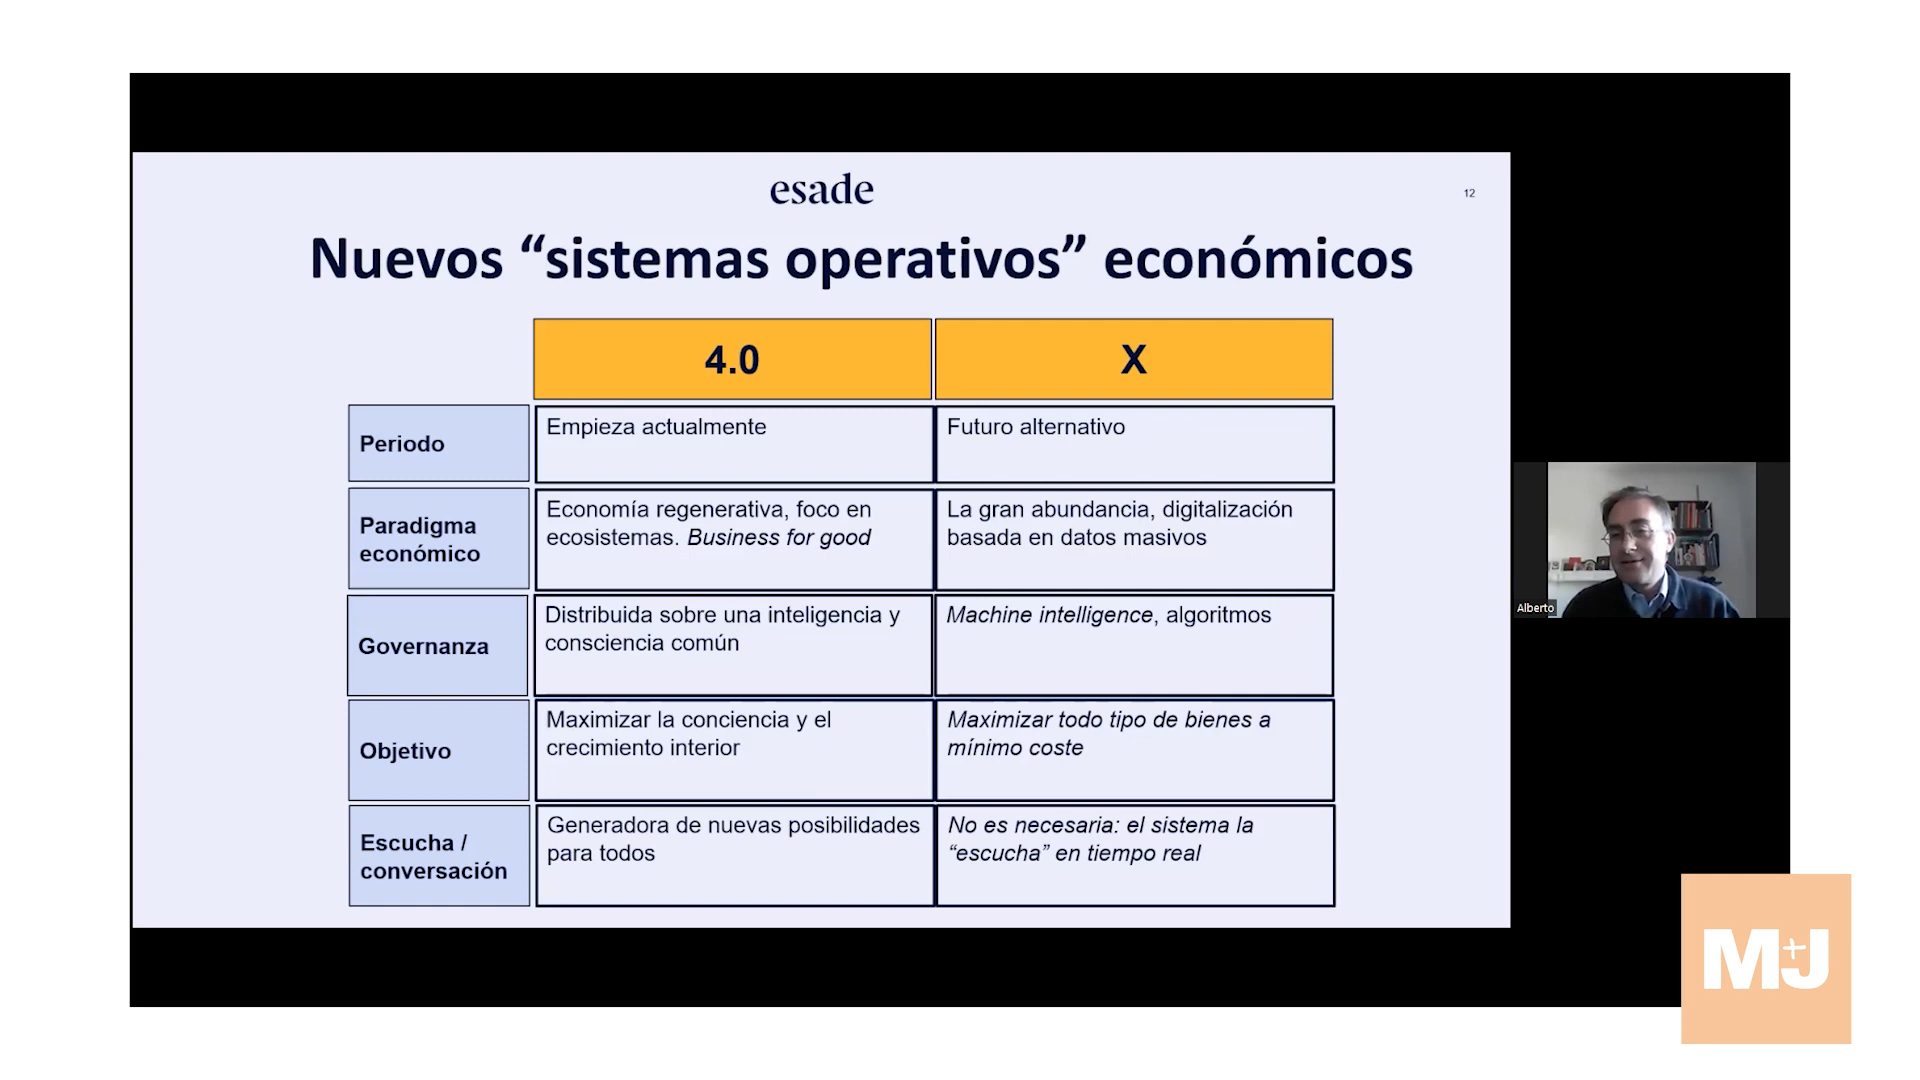 esade
12
Nuevos “sistemas operativos” económicos
4.0
X
Periodo
Empieza actualmente
Futuro alternativo
Paradigma
económico
Economía regenerativa, foco en
ecosistemas. Business for good
La gran abundancia, digitalización
basada en datos masivos
Governanza
Distribuida sobre una inteligencia y
consciencia común
Machine intelligence, algoritmos
Objetivo
Maximizar la conciencia y el
crecimiento interior
Maximizar todo tipo de bienes a
mínimo coste
Escucha /
conversación
Generadora de nuevas posibilidades
para todos
No es necesaria: el sistema la
“escucha” en tiempo real
Alberto
M+J